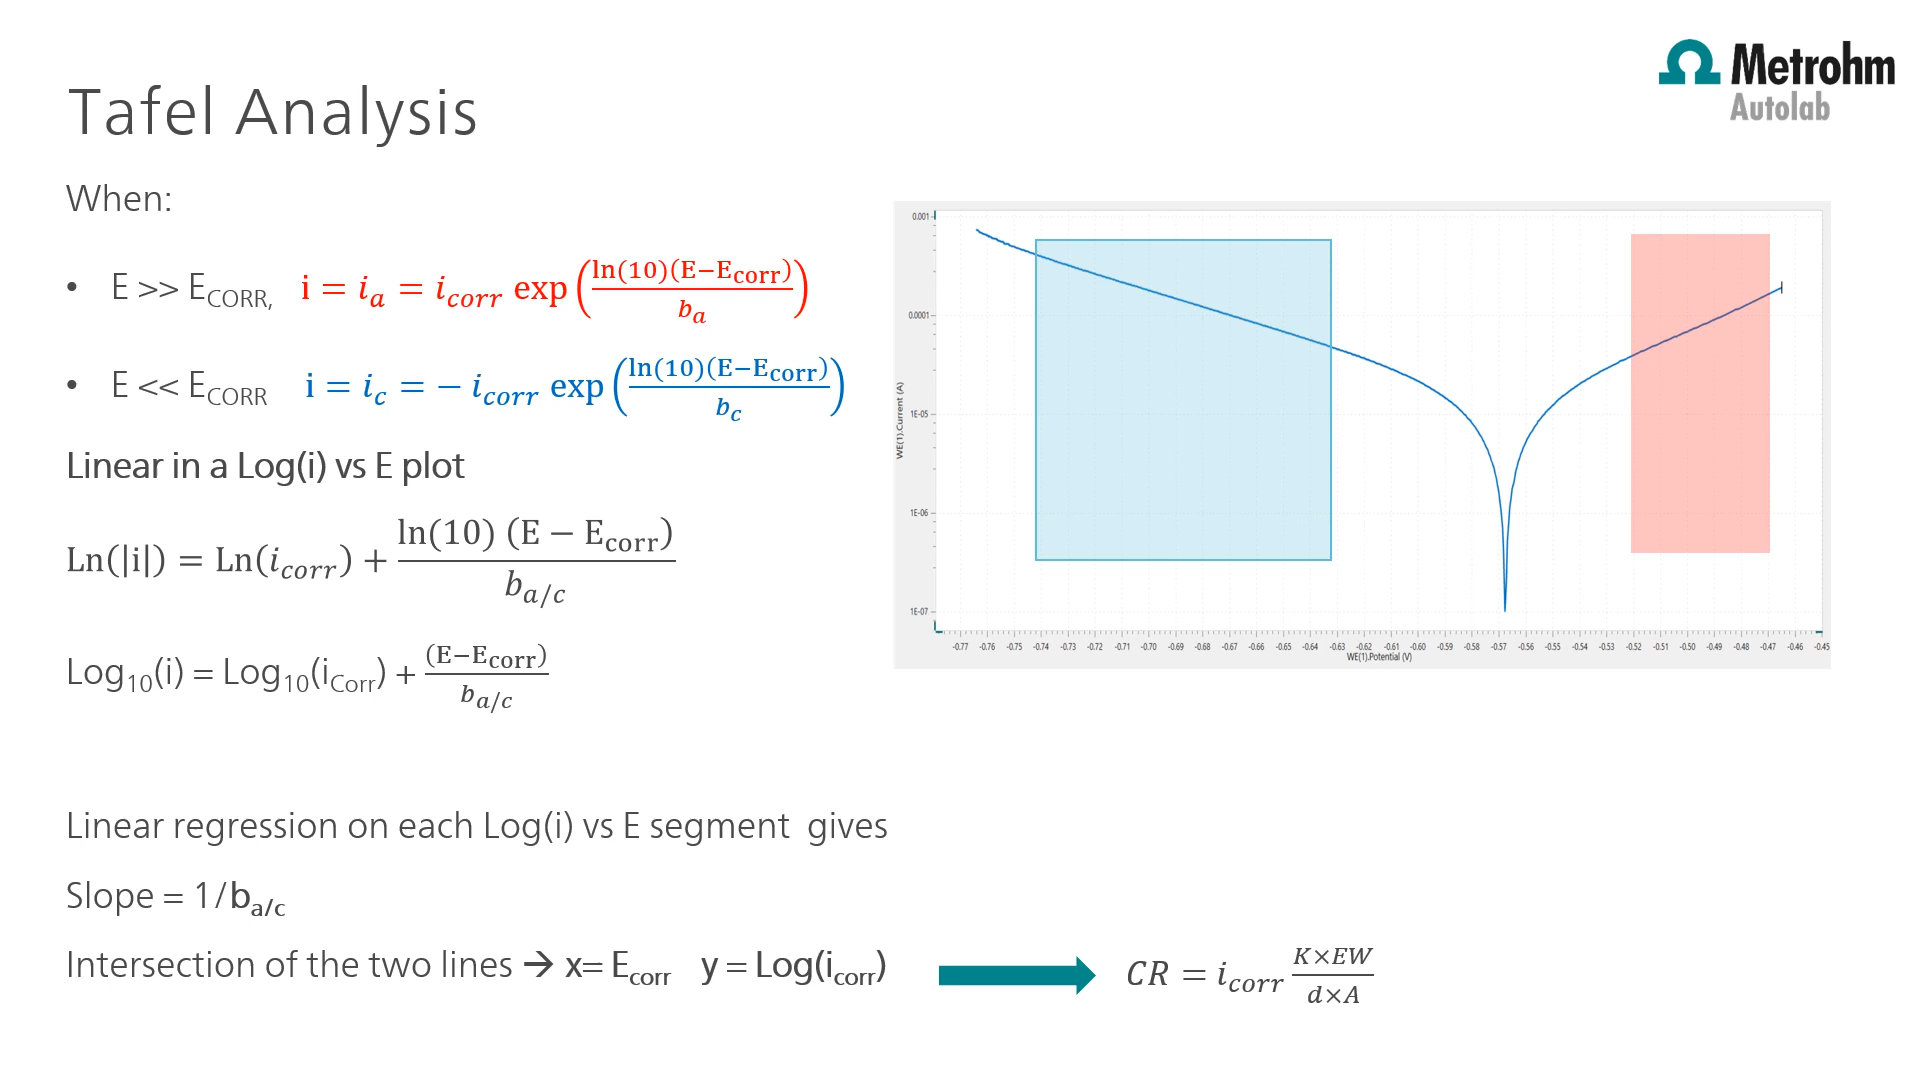 Metrohm
Autolab
Tafel Analysis
When:
• E >> E_CORR, i = i_a = i_corr exp(ln(10)(E−E_corr)/b_a)
• E << E_CORR i = i_c = − i_corr exp(ln(10)(E−E_corr)/b_c)
Linear in a Log(i) vs E plot
Ln(|i|) = Ln(i_corr) + ln(10) (E − E_corr)/b_a/c
Log₁₀(i) = Log₁₀(i_Corr) + (E−E_corr)/b_a/c
0.001
0.0001
1E-05
1E-06
1E-07
WE(1).Current (A)
-0.77 -0.76 -0.75 -0.74 -0.73 -0.72 -0.71 -0.70 -0.69 -0.68 -0.67 -0.66 -0.65 -0.64 -0.63 -0.62 -0.61 -0.60 -0.59 -0.58 -0.57 -0.56 -0.55 -0.54 -0.53 -0.52 -0.51 -0.50 -0.49 -0.48 -0.47 -0.46 -0.45
WE(1).Potential (V)
Linear regression on each Log(i) vs E segment gives
Slope = 1/b_a/c
Intersection of the two lines → x= E_corr y = Log(i_corr)
CR = i_corr K×EW/d×A